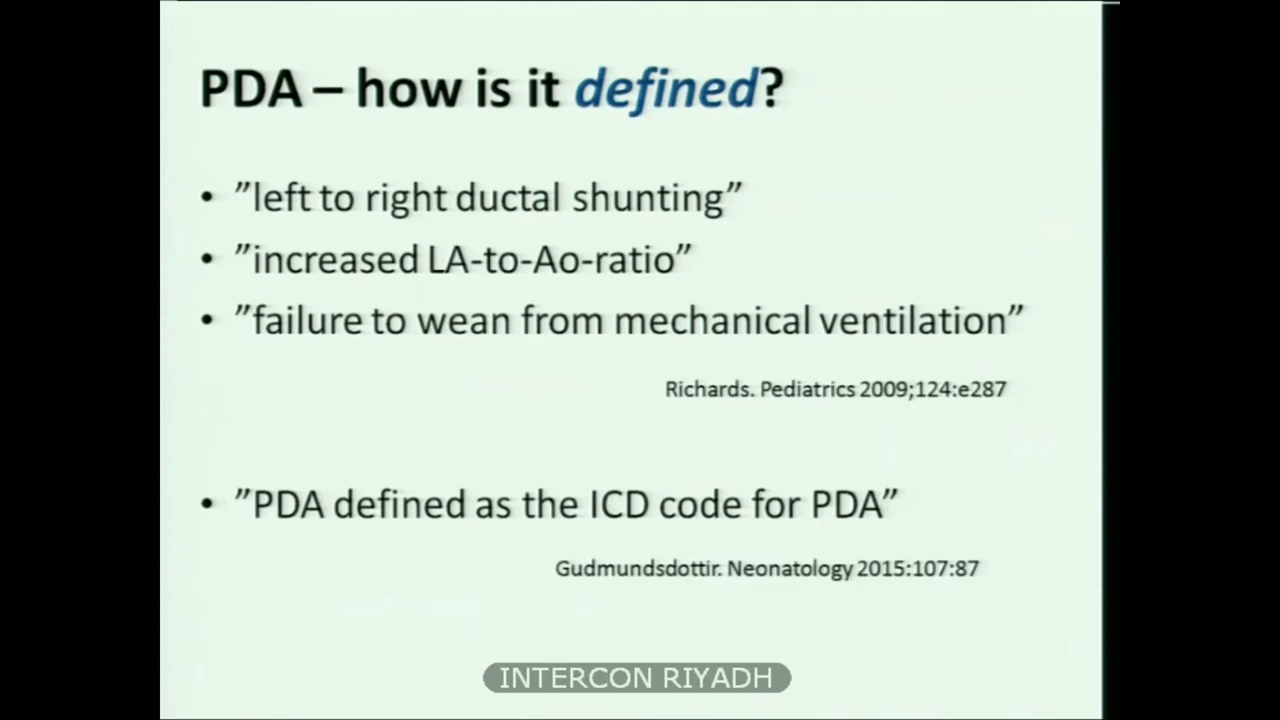 PDA – how is it defined?
• ”left to right ductal shunting”
• ”increased LA-to-Ao-ratio”
• ”failure to wean from mechanical ventilation”
Richards. Pediatrics 2009;124:e287
• ”PDA defined as the ICD code for PDA”
Gudmundsdottir. Neonatology 2015:107:87
INTERCON RIYADH